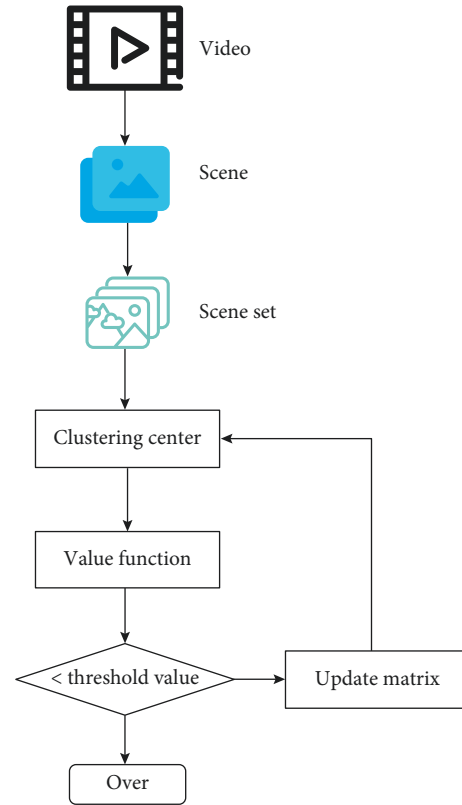 Video
Scene
Scene set
Clustering center
Value function
< threshold value
Update matrix
Over